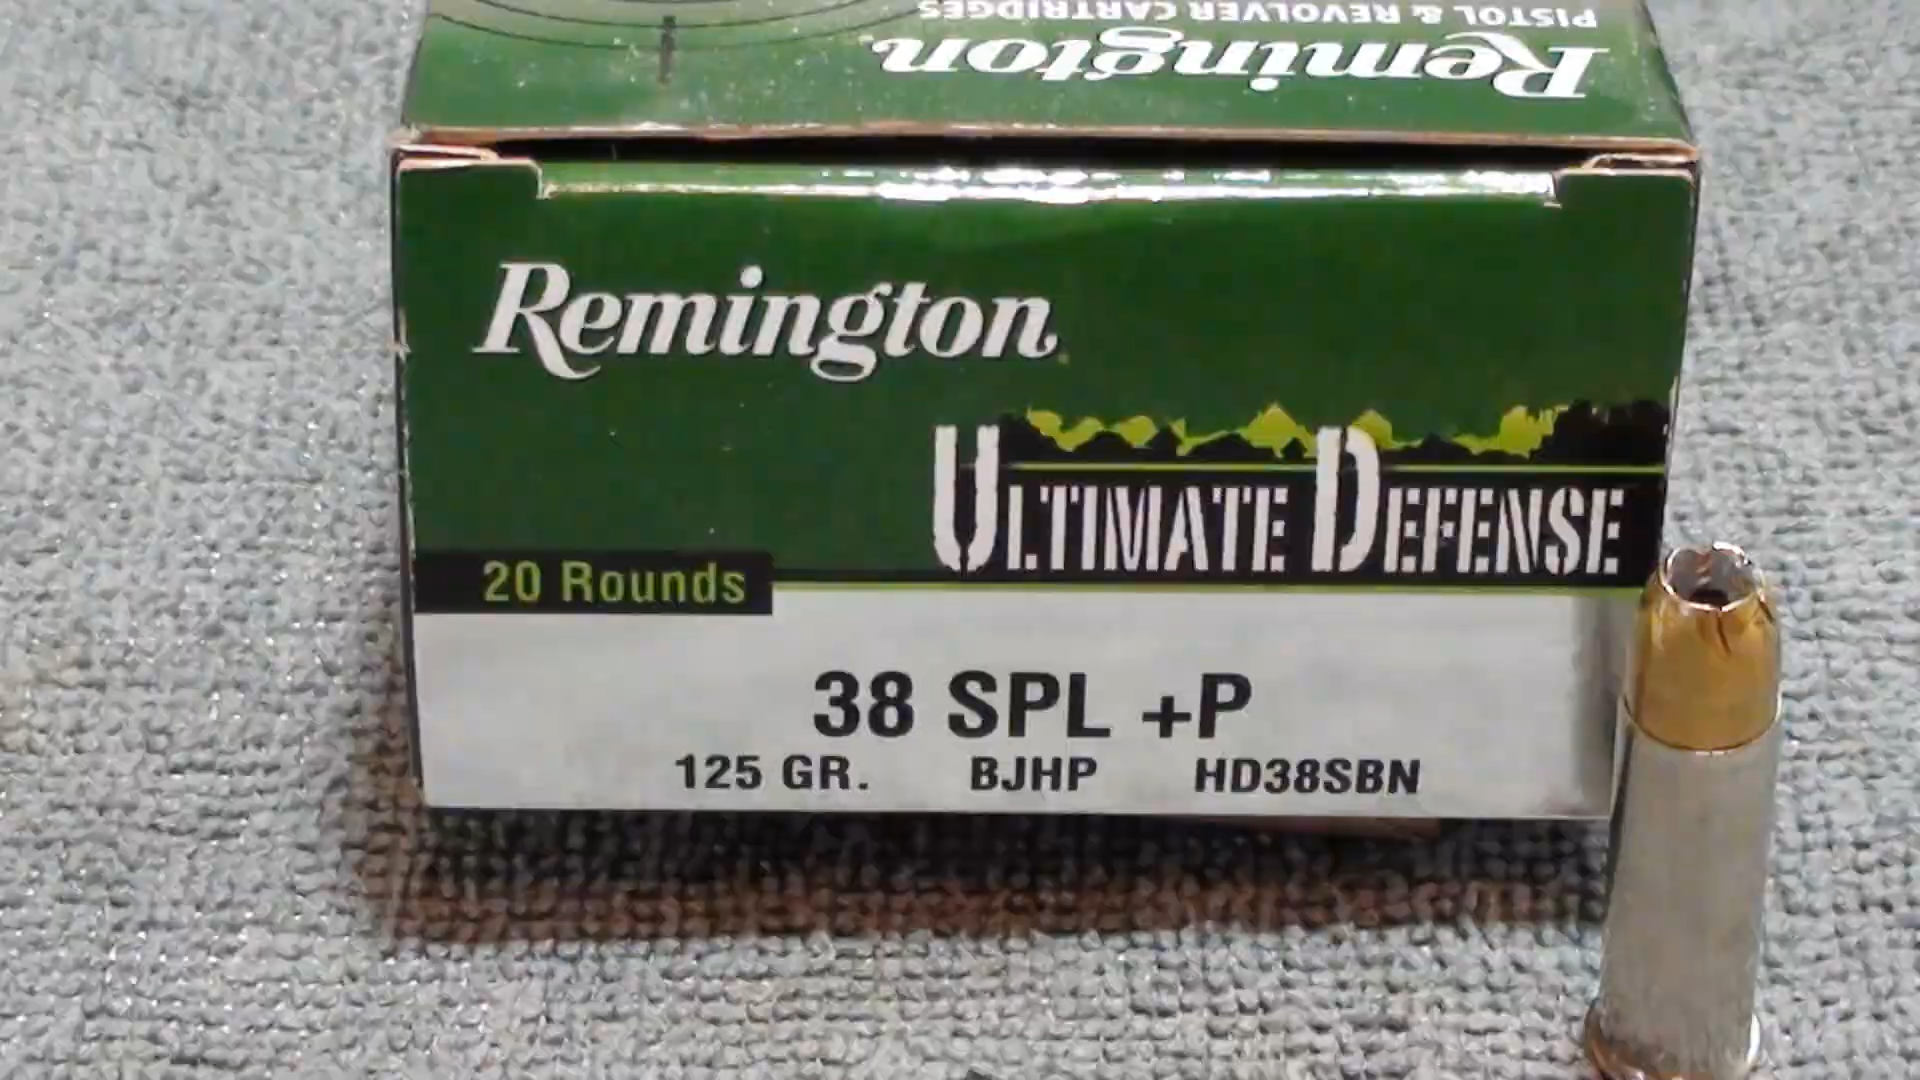 Remington
PISTOL & REVOLVER CARTRIDGES
Remington
ULTIMATE DEFENSE
20 Rounds
38 SPL +P
125 GR. BJHP HD38SBN